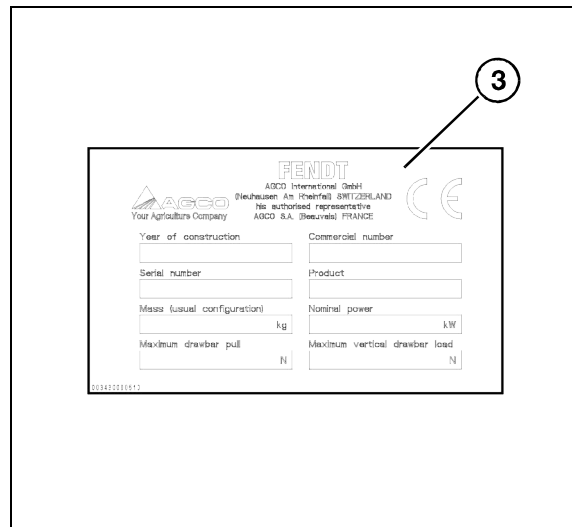 3
FENDT
AGCO International GmbH
(Neuhausen Am Rheinfall) SWITZERLAND
his authorised representative
AGCO S.A. (Beauvais) FRANCE
AGCO
Your Agriculture Company
CE
Year of construction
Commercial number
Serial number
Product
Mass (usual configuration)
Nominal power
kg
kW
Maximum drawbar pull
Maximum vertical drawbar load
N
N